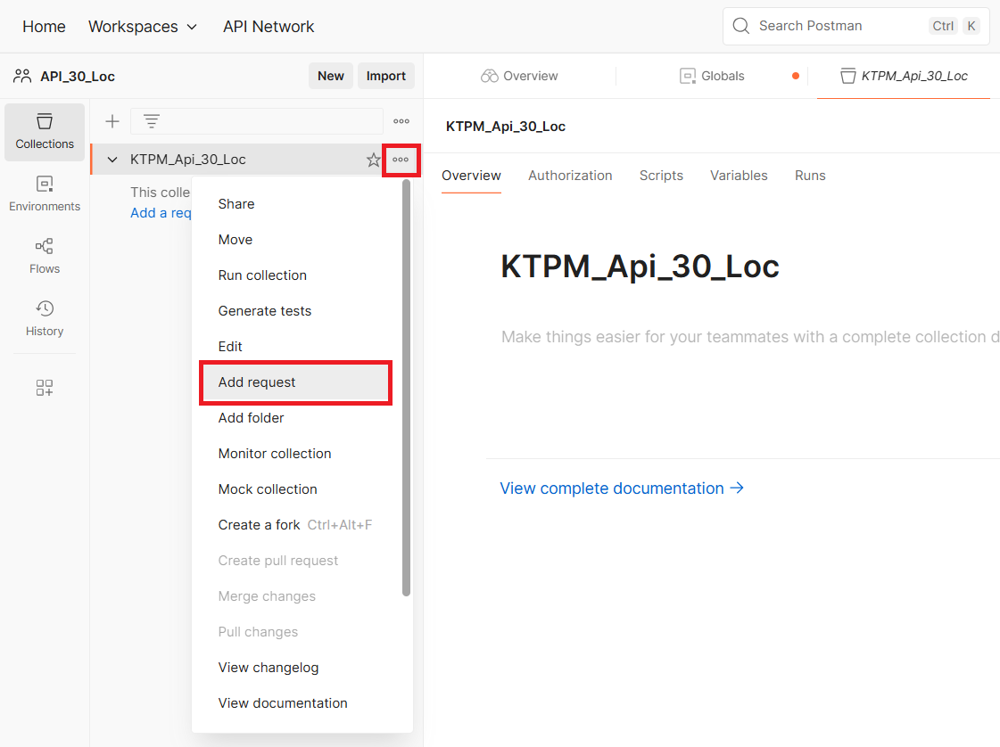 Home Workspaces API Network Search Postman Ctrl K
API_30_Loc New Import
Overview Globals KTPM_Api_30_Loc
Collections
Environments
Flows
History
KTPM_Api_30_Loc
This colle
Add a req
Share
Move
Run collection
Generate tests
Edit
Add request
Add folder
Monitor collection
Mock collection
Create a fork Ctrl+Alt+F
Create pull request
Merge changes
Pull changes
View changelog
View documentation
KTPM_Api_30_Loc
Overview Authorization Scripts Variables Runs
KTPM_Api_30_Loc
Make things easier for your teammates with a complete collection d
View complete documentation →